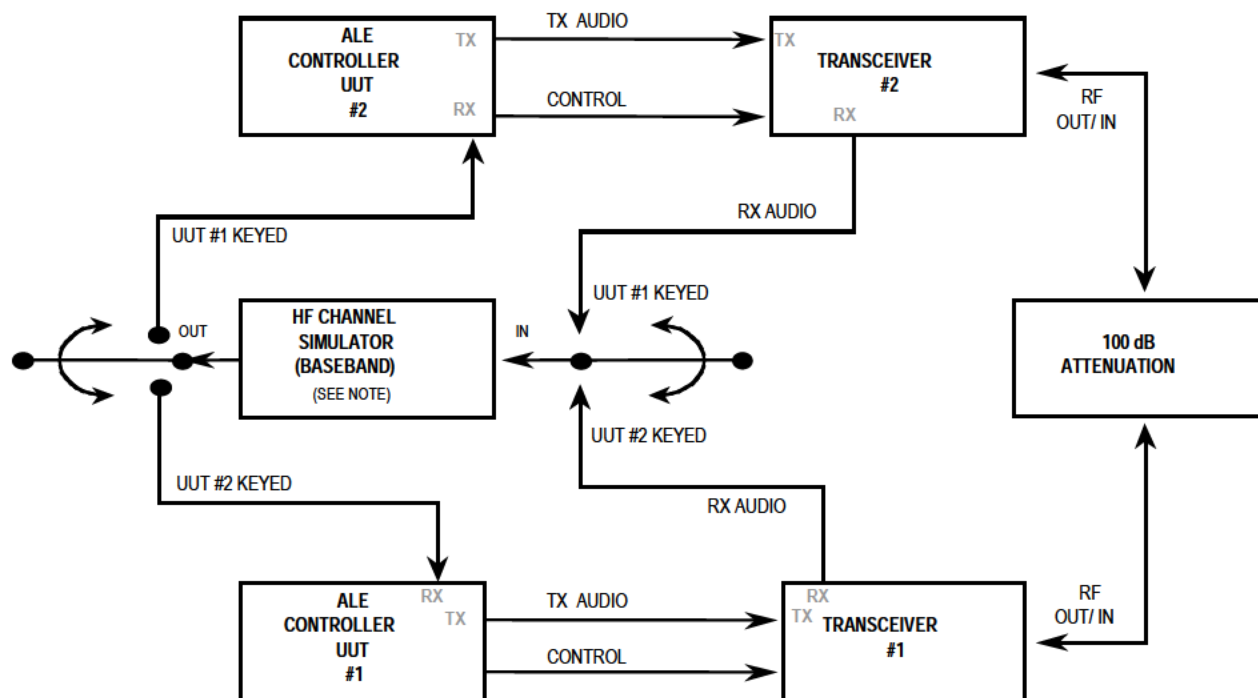 ALE
CONTROLLER
UUT
#2
TX
RX
TX AUDIO
CONTROL
TX
TRANSCEIVER
#2
RX
RF
OUT/ IN
RX AUDIO
UUT #1 KEYED
UUT #1 KEYED
OUT
HF CHANNEL
SIMULATOR
(BASEBAND)
(SEE NOTE)
IN
100 dB
ATTENUATION
UUT #2 KEYED
UUT #2 KEYED
RX AUDIO
ALE
CONTROLLER
UUT
#1
RX
TX
TX AUDIO
CONTROL
RX
TX
TRANSCEIVER
#1
RF
OUT/ IN